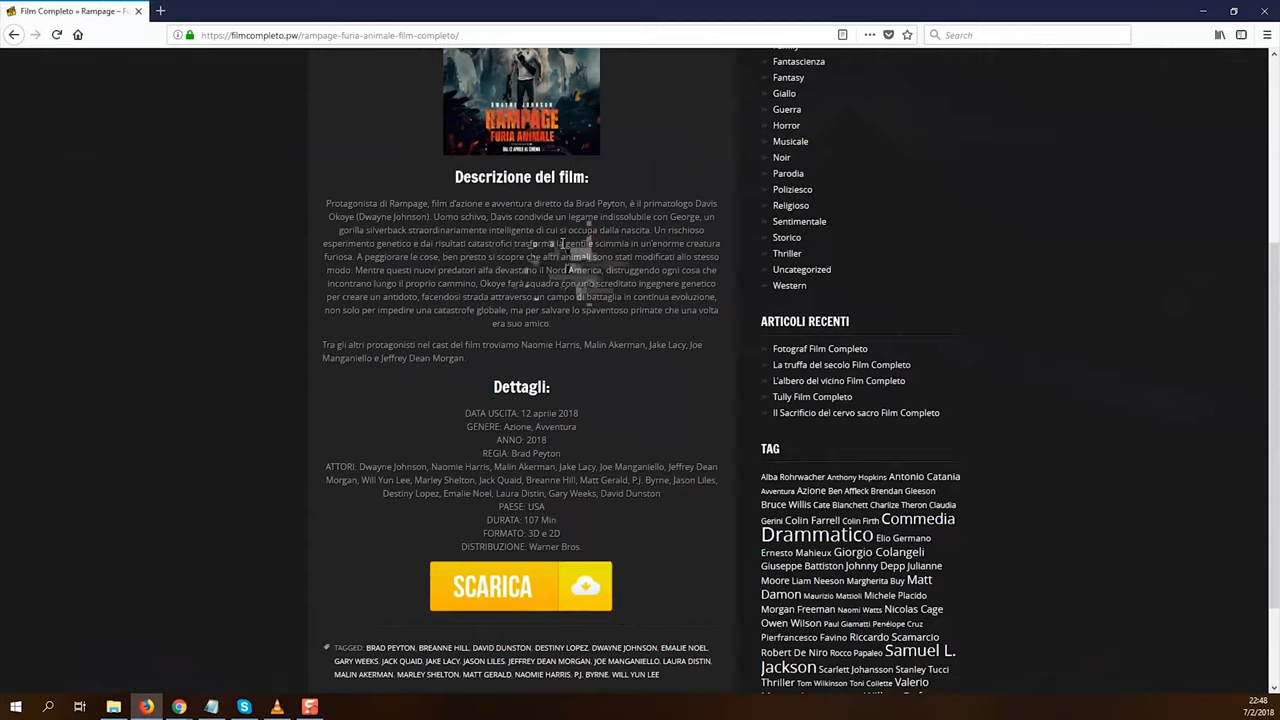 Film Completo » Rampage – Fu
https://filmcompleto.pw/rampage-furia-animale-film-completo/
Search
DWAYNE JOHNSON
RAMPAGE
FURIA ANIMALE
DAL 12 APRILE AL CINEMA
Descrizione del film:
Protagonista di Rampage, film d'azione e avventura diretto da Brad Peyton, è il primatologo Davis
Okoye (Dwayne Johnson). Uomo schivo, Davis condivide un legame indissolubile con George, un
gorilla silverback straordinariamente intelligente di cui si occupa dalla nascita. Un rischioso
esperimento genetico e dai risultati catastrofici trasforma la gentile scimmia in un'enorme creatura
furiosa. A peggiorare le cose, ben presto si scopre che altri animali sono stati modificati allo stesso
modo. Mentre questi nuovi predatori alfa devastano il Nord America, distruggendo ogni cosa che
incontrano lungo il proprio cammino, Okoye farà squadra con uno screditato ingegnere genetico
per creare un antidoto, facendosi strada attraverso un campo di battaglia in continua evoluzione,
non solo per impedire una catastrofe globale, ma per salvare lo spaventoso primate che una volta
era suo amico.
Tra gli altri protagonisti nel cast del film troviamo Naomie Harris, Malin Akerman, Jake Lacy, Joe
Manganiello e Jeffrey Dean Morgan.
Dettagli:
DATA USCITA: 12 aprile 2018
GENERE: Azione, Avventura
ANNO: 2018
REGIA: Brad Peyton
ATTORI: Dwayne Johnson, Naomie Harris, Malin Akerman, Jake Lacy, Joe Manganiello, Jeffrey Dean
Morgan, Will Yun Lee, Marley Shelton, Jack Quaid, Breanne Hill, Matt Gerald, P.J. Byrne, Jason Liles,
Destiny Lopez, Emalie Noel, Laura Distin, Gary Weeks, David Dunston
PAESE: USA
DURATA: 107 Min
FORMATO: 3D e 2D
DISTRIBUZIONE: Warner Bros.
SCARICA
TAGGED: BRAD PEYTON, BREANNE HILL, DAVID DUNSTON, DESTINY LOPEZ, DWAYNE JOHNSON, EMALIE NOEL,
GARY WEEKS, JACK QUAID, JAKE LACY, JASON LILES, JEFFREY DEAN MORGAN, JOE MANGANIELLO, LAURA DISTIN,
MALIN AKERMAN, MARLEY SHELTON, MATT GERALD, NAOMIE HARRIS, P.J. BYRNE, WILL YUN LEE
Fantascienza
Fantasy
Giallo
Guerra
Horror
Musicale
Noir
Parodia
Poliziesco
Religioso
Sentimentale
Storico
Thriller
Uncategorized
Western
ARTICOLI RECENTI
Fotograf Film Completo
La truffa del secolo Film Completo
L'albero del vicino Film Completo
Tully Film Completo
Il Sacrificio del cervo sacro Film Completo
TAG
Alba Rohrwacher Anthony Hopkins Antonio Catania
Avventura Azione Ben Affleck Brendan Gleeson
Bruce Willis Cate Blanchett Charlize Theron Claudia
Gerini Colin Farrell Colin Firth Commedia
Drammatico Elio Germano
Ernesto Mahieux Giorgio Colangeli
Giuseppe Battiston Johnny Depp Julianne
Moore Liam Neeson Margherita Buy Matt
Damon Maurizio Mattioli Michele Placido
Morgan Freeman Naomi Watts Nicolas Cage
Owen Wilson Paul Giamatti Penélope Cruz
Pierfrancesco Favino Riccardo Scamarcio
Robert De Niro Rocco Papaleo Samuel L.
Jackson Scarlett Johansson Stanley Tucci
Thriller Tom Wilkinson Toni Collette Valerio
22:48
7/2/2018